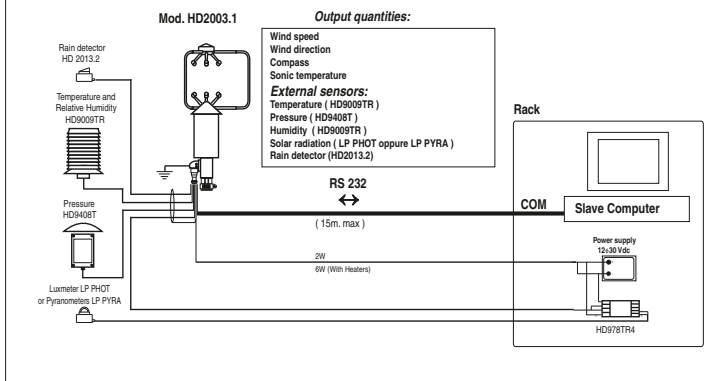 Mod. HD2003.1
Output quantities:
Wind speed
Wind direction
Compass
Sonic temperature
External sensors:
Temperature ( HD9009TR )
Pressure ( HD9408T )
Humidity ( HD9009TR )
Solar radiation ( LP PHOT oppure LP PYRA )
Rain detector (HD2013.2)
Rain detector
HD 2013.2
Temperature and
Relative Humidity
HD9009TR
Pressure
HD9408T
Luxmeter LP PHOT
or Pyranometers LP PYRA
RS 232
( 15m. max )
2W
6W (With Heaters)
Rack
COM
Slave Computer
Power supply
12÷30 Vdc
HD978TR4